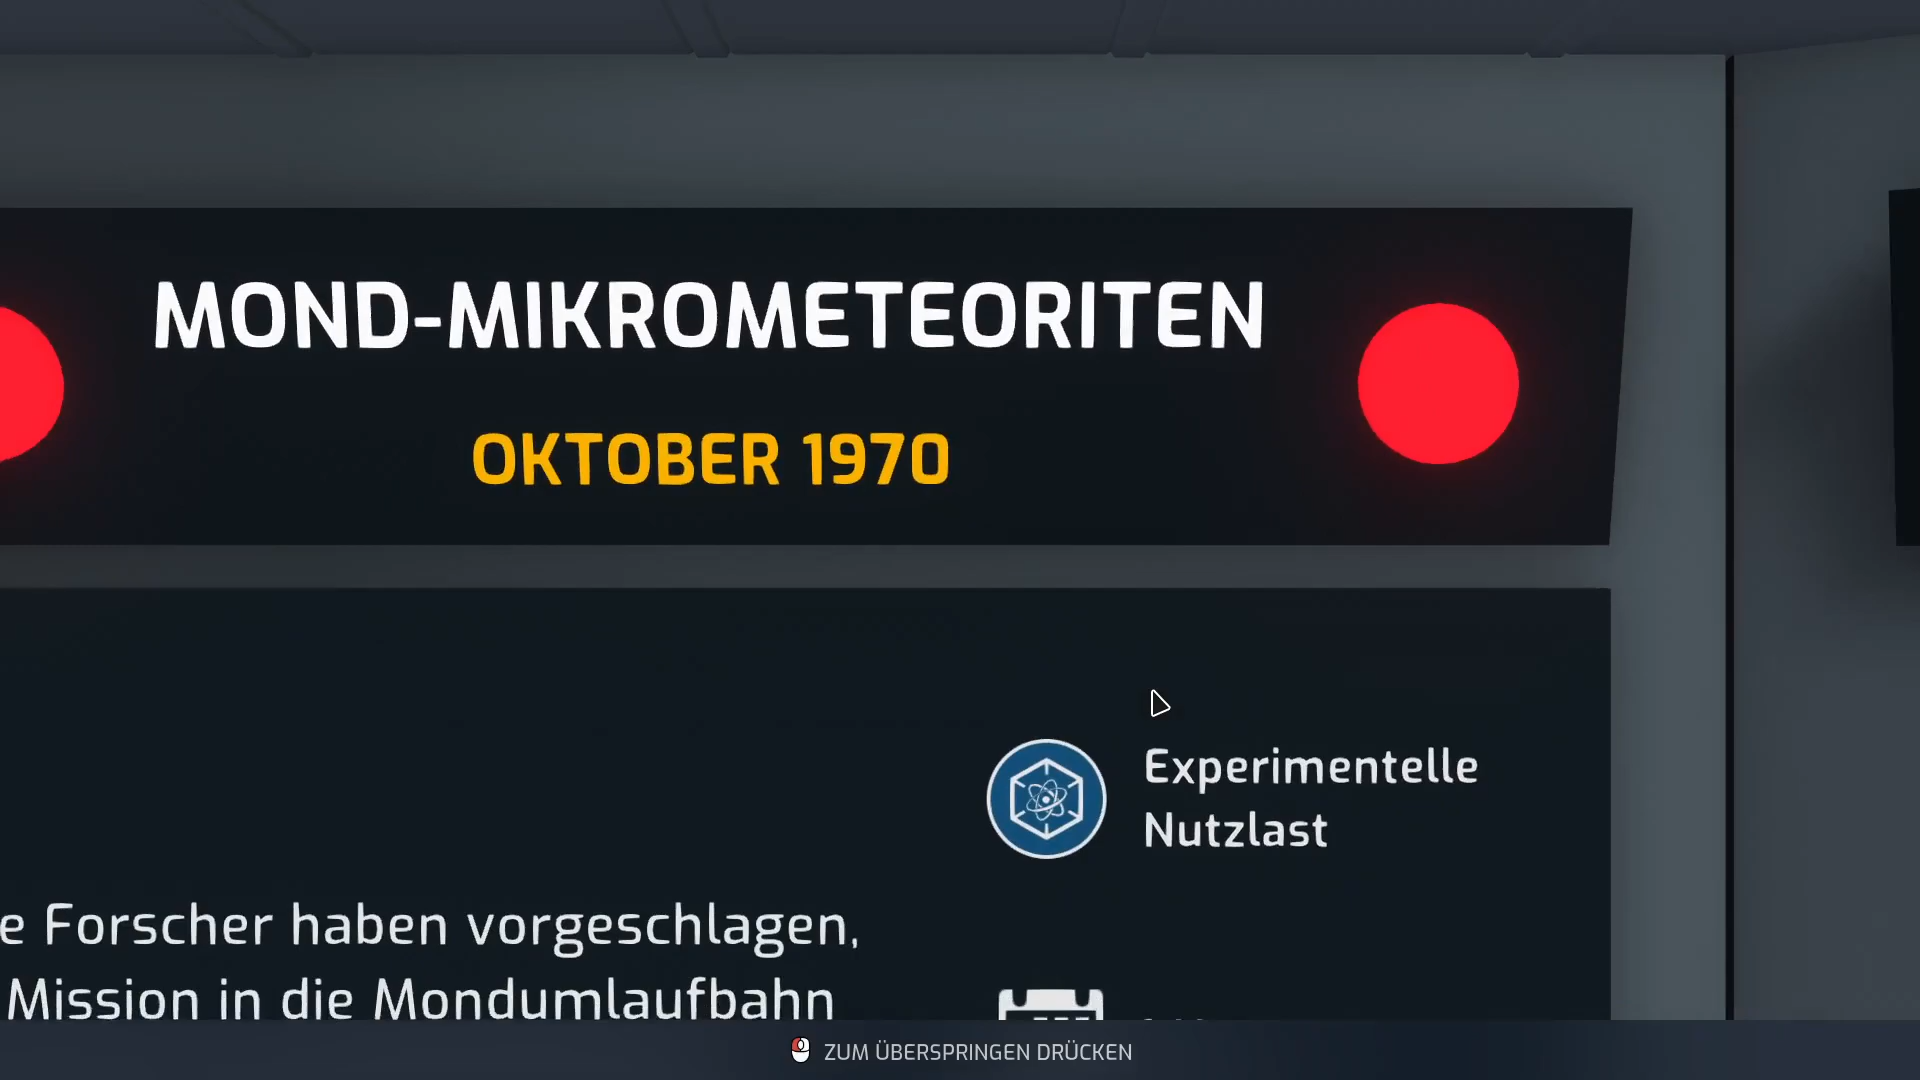 MOND-MIKROMETEORITEN
OKTOBER 1970
Experimentelle
Nutzlast
Forscher haben vorgeschlagen,
Mission in die Mondumlaufbahn
ZUM ÜBERSPRINGEN DRÜCKEN